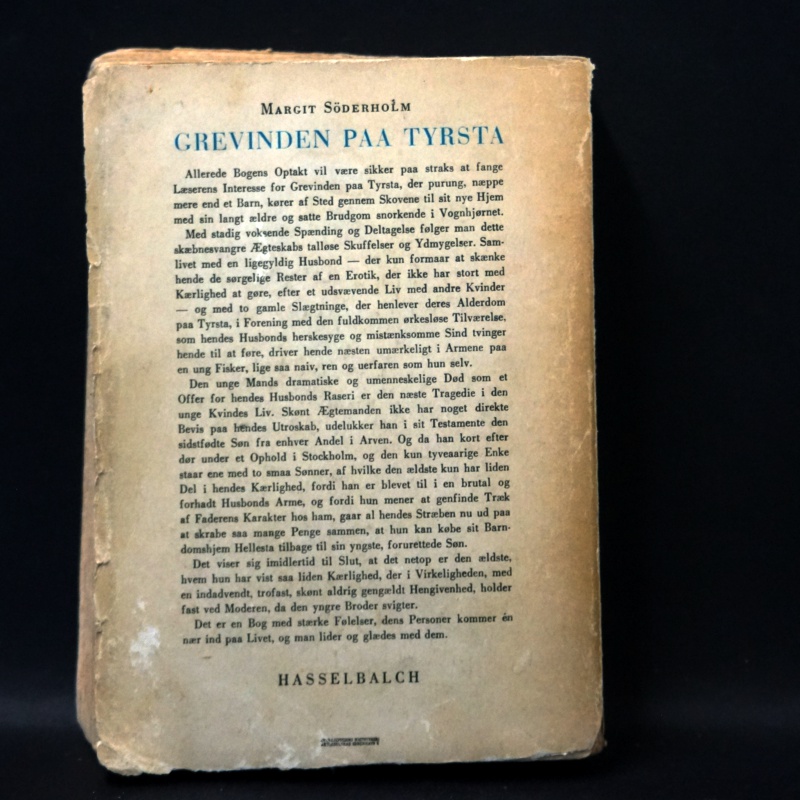 MARGIT SÖDERHOLM
GREVINDEN PAA TYRSTA
Allerede Bogens Optakt vil være sikker paa straks at fange
Læserens Interesse for Grevinden paa Tyrsta, der purung, næppe
mere end et Barn, kører af Sted gennem Skovene til sit nye Hjem
med sin langt ældre og satte Brudgom snorkende i Vognhjørnet.
Med stadig voksende Spænding og Deltagelse følger man dette
skæbnesvangre Ægteskabs talløse Skuffelser og Ydmygelser. Sam-
livet med en ligegyldig Husbond — der kun formaar at skænke
hende de sørgelige Rester af en Erotik, der ikke har stort med
Kærlighed at gøre, efter et udsvævende Liv med andre Kvinder
— og med to gamle Slægtninge, der henlever deres Alderdom
paa Tyrsta, i Forening med den fuldkommen ørkesløse Tilværelse,
som hendes Husbonds herskesyge og mistænksomme Sind tvinger
hende til at føre, driver hende næsten umærkeligt i Armene paa
en ung Fisker, lige saa naiv, ren og uerfaren som hun selv.
Den unge Mands dramatiske og umenneskelige Død som et
Offer for hendes Husbonds Raseri er den næste Tragedie i den
unge Kvindes Liv. Skønt Ægtemanden ikke har noget direkte
Bevis paa hendes Utroskab, udelukker han i sit Testamente den
sidstfødte Søn fra enhver Andel i Arven. Og da han kort efter
dør under et Ophold i Stockholm, og den kun tyveaarige Enke
staar ene med to smaa Sønner, af hvilke den ældste kun har liden
Del i hendes Kærlighed, fordi han er blevet til i en brutal og
forhadt Husbonds Arme, og fordi hun mener at genfinde Træk
af Faderens Karakter hos ham, gaar al hendes Stræben nu ud paa
at skrabe saa mange Penge sammen, at hun kan købe sit Barn-
domshjem Hellesta tilbage til sin yngste, forurettede Søn.
Det viser sig imidlertid til Slut, at det netop er den ældste,
hvem hun har vist saa liden Kærlighed, der i Virkeligheden, med
en indadvendt, trofast, skønt aldrig gengældt Hengivenhed, holder
fast ved Moderen, da den yngre Broder svigter.
Det er en Bog med stærke Følelser, dens Personer kommer én
nær ind paa Livet, og man lider og glædes med dem.
HASSELBALCH